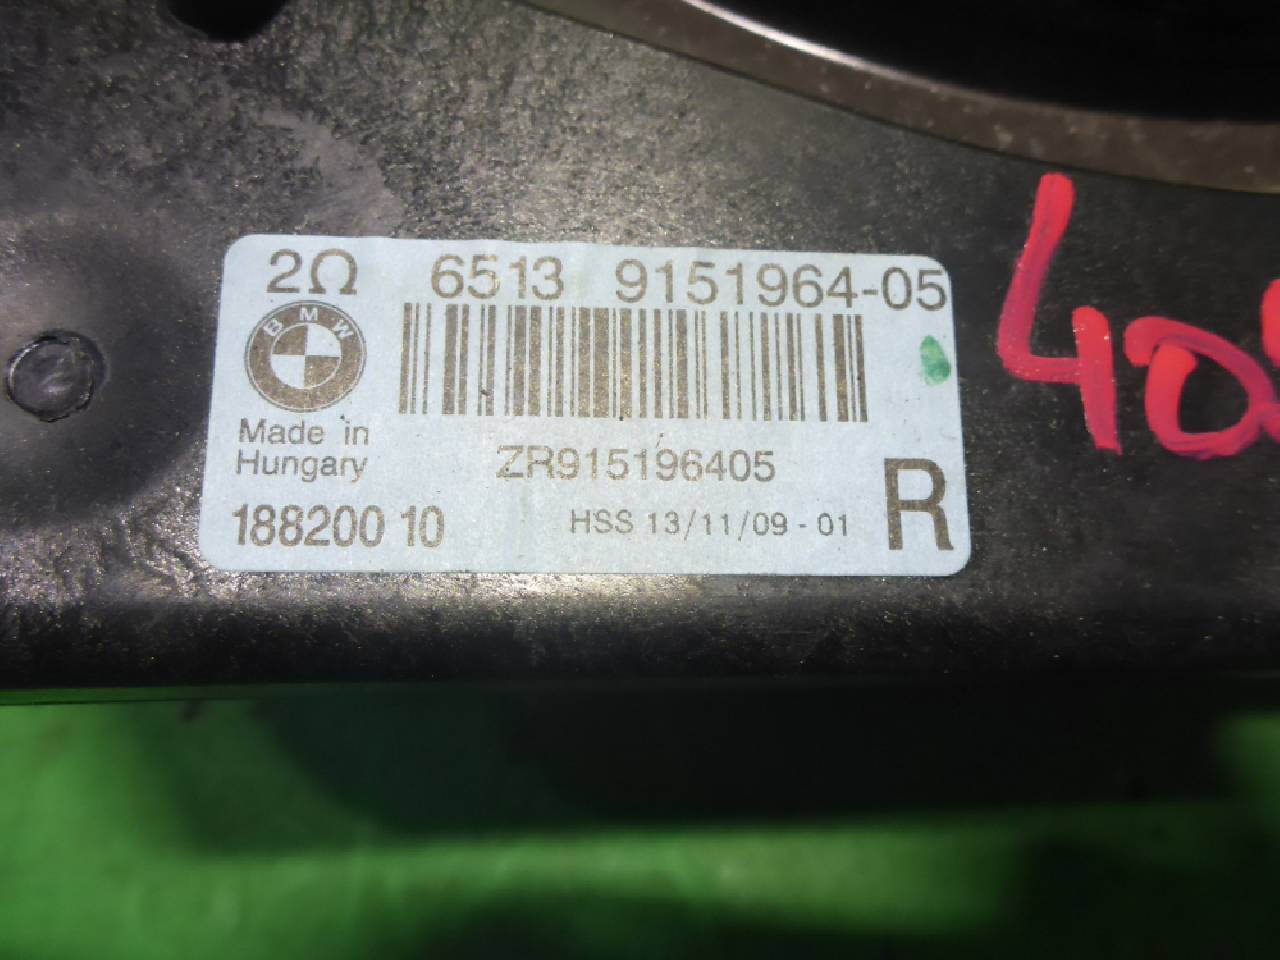 2Ω 6513 9151964-05
BMW
Made in
Hungary
ZR915196405
188200 10
HSS 13/11/09 - 01
R
40